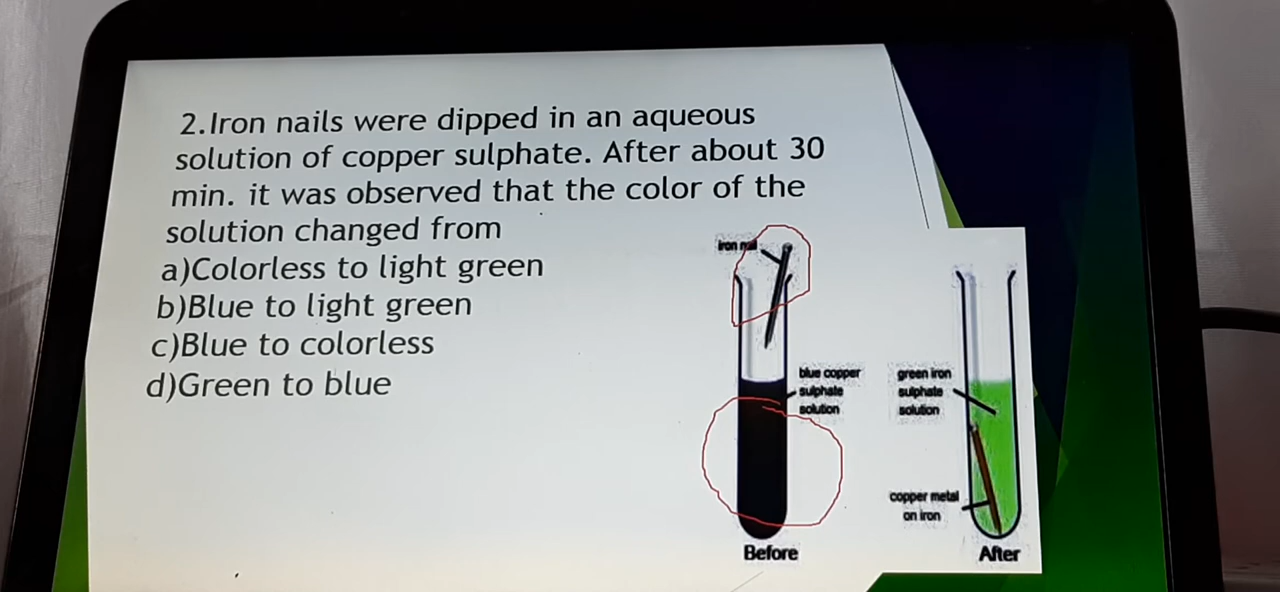 2.Iron nails were dipped in an aqueous
solution of copper sulphate. After about 30
min. it was observed that the color of the
solution changed from
a)Colorless to light green
b)Blue to light green
c)Blue to colorless
d)Green to blue
iron nail
blue copper
sulphate
solution
Before
green iron
sulphate
solution
copper metal
on iron
After